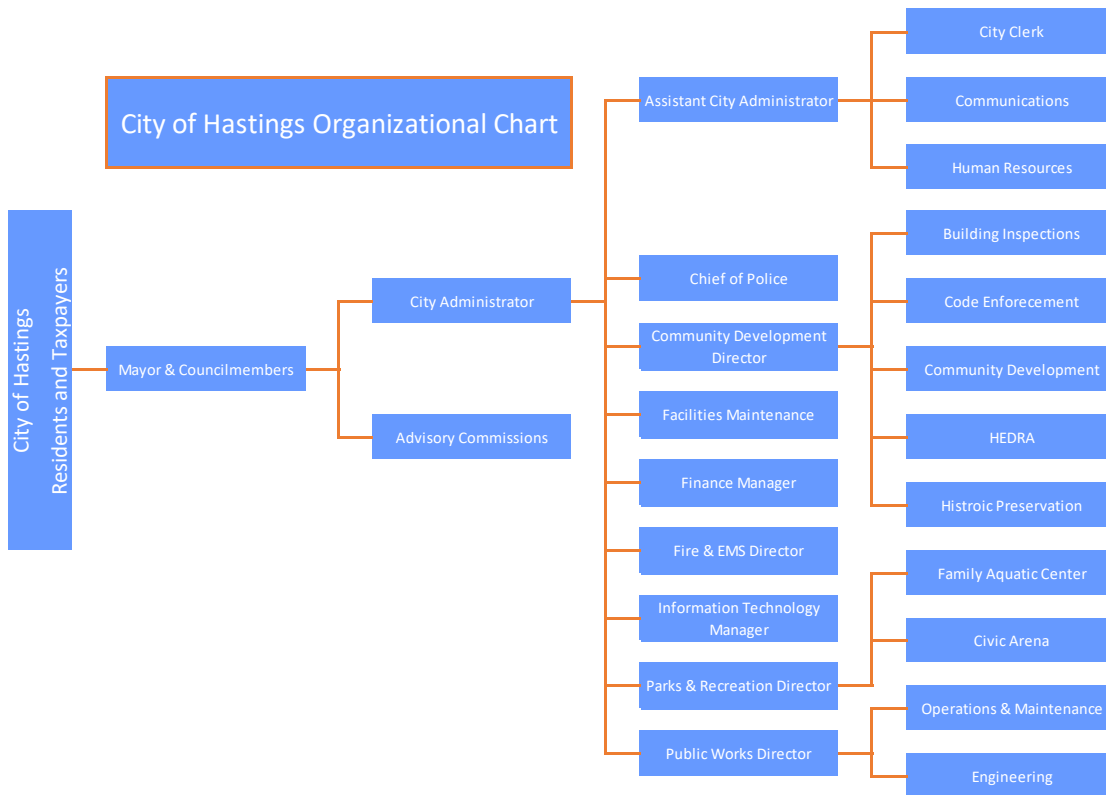 City of Hastings Organizational Chart
City of Hastings
Residents and Taxpayers
Mayor & Councilmembers
City Administrator
Advisory Commissions
Assistant City Administrator
City Clerk
Communications
Human Resources
Chief of Police
Community Development
Director
Building Inspections
Code Enforecement
Community Development
HEDRA
Histroic Preservation
Facilities Maintenance
Finance Manager
Fire & EMS Director
Information Technology
Manager
Parks & Recreation Director
Family Aquatic Center
Civic Arena
Public Works Director
Operations & Maintenance
Engineering